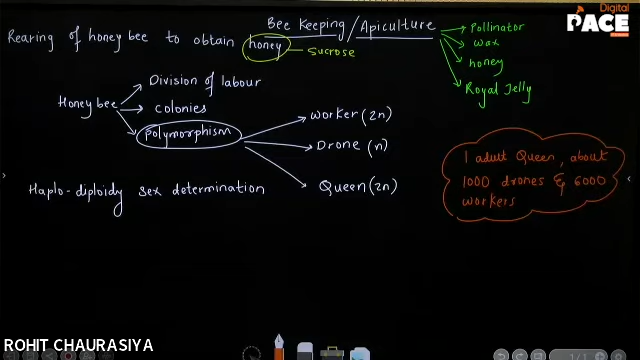 Bee Keeping/Apiculture
Rearing of honey bee to obtain honey
sucrose
Pollinator
wax
honey
Royal Jelly
Honey bee
Division of labour
colonies
polymorphism
worker (2n)
Drone (n)
Queen (2n)
Haplo-diploidy sex determination
1 adult Queen, about
1000 drones & 6000
workers
Digital
PACE
ROHIT CHAURASIYA
1/1